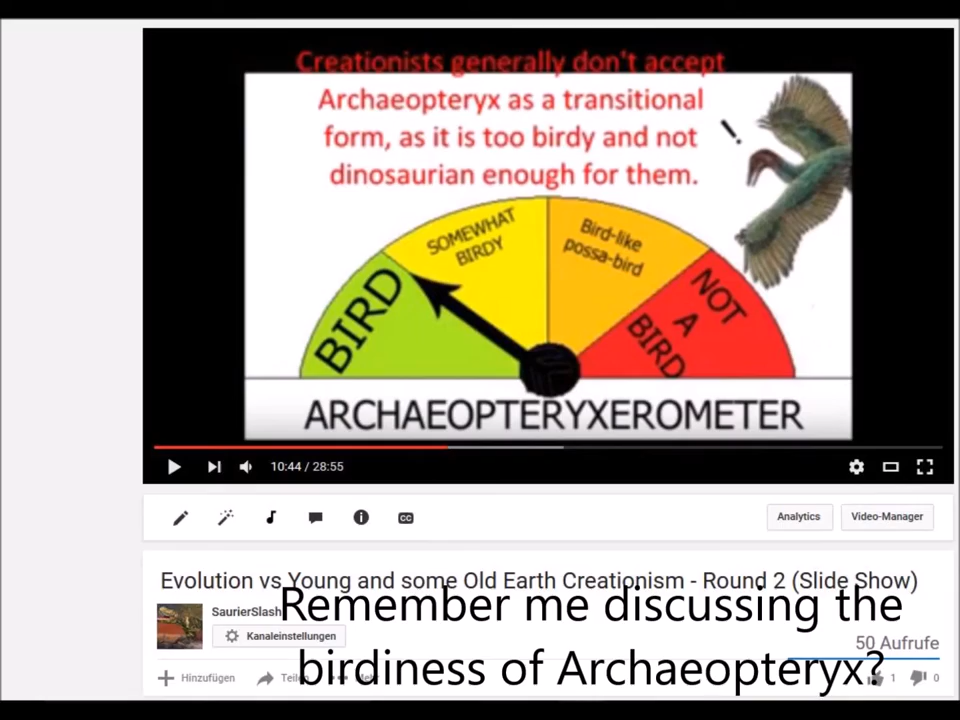 Creationists generally don't accept
Archaeopteryx as a transitional
form, as it is too birdy and not
dinosaurian enough for them.
!
SOMEWHAT
BIRDY
Bird-like
possa-bird
BIRD
NOT
A
BIRD
ARCHAEOPTERYXEROMETER
10:44 / 28:55
CC
Analytics
Video-Manager
Evolution vs Young and some Old Earth Creationism - Round 2 (Slide Show)
SaurierSlash
Remember me discussing the
Kanaleinstellungen
50 Aufrufe
birdiness of Archaeopteryx?
Hinzufügen
1
0